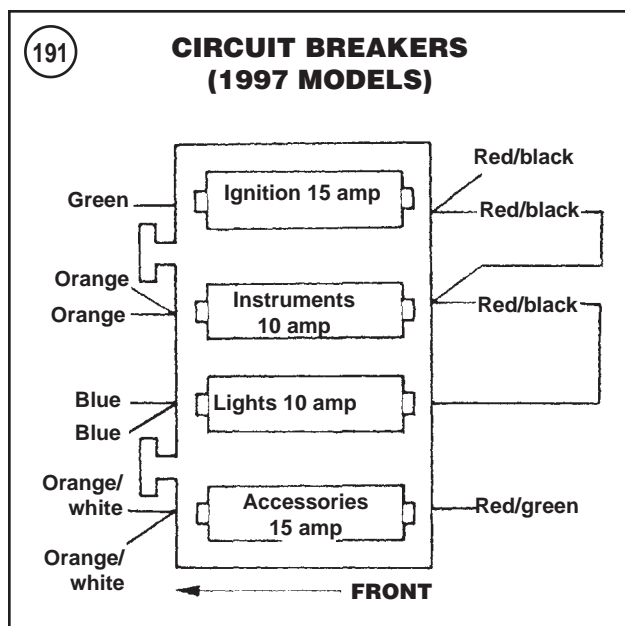 191
CIRCUIT BREAKERS
(1997 MODELS)
Red/black
Green
Ignition 15 amp
Red/black
Orange
Orange
Instruments
10 amp
Red/black
Blue
Blue
Lights 10 amp
Orange/
white
Orange/
white
Accessories
15 amp
Red/green
FRONT